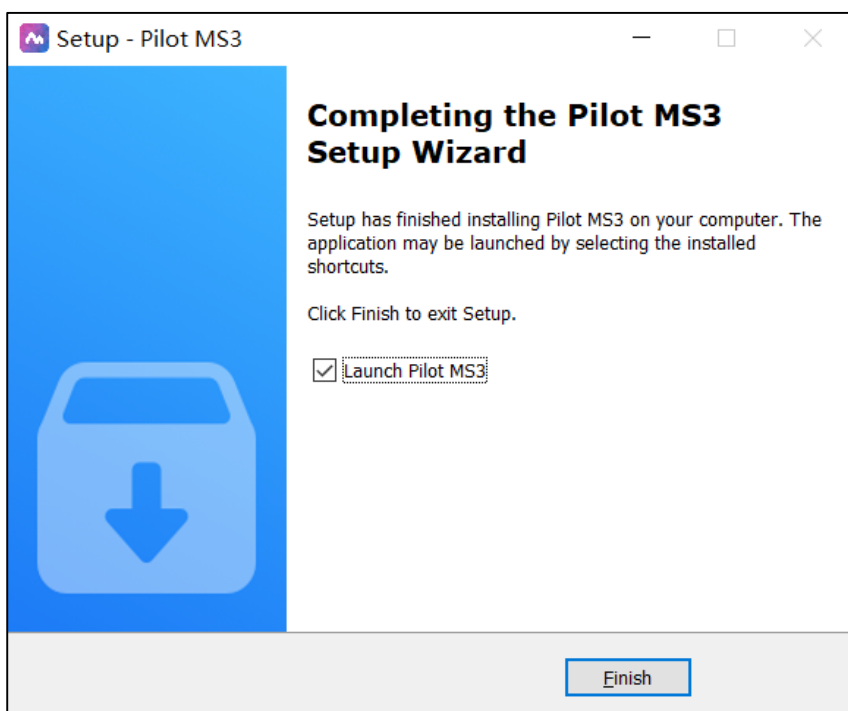 Setup - Pilot MS3
Completing the Pilot MS3
Setup Wizard
Setup has finished installing Pilot MS3 on your computer. The
application may be launched by selecting the installed
shortcuts.
Click Finish to exit Setup.
Launch Pilot MS3
Finish